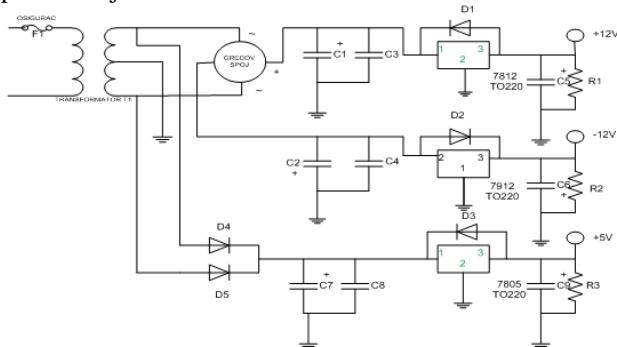 OSIGURAC
F1
TRANSFORMATOR T1
~
GRECOV
SPOJ
+
~
D1
+
C1
C3
1
3
2
7812
TO220
+
C5
R1
+12V
D2
C2
+
C4
2
3
1
7912
TO220
C6
+
R2
-12V
D4
D5
D3
+
C7
C8
1
3
2
7805
TO220
+
C9
R3
+5V